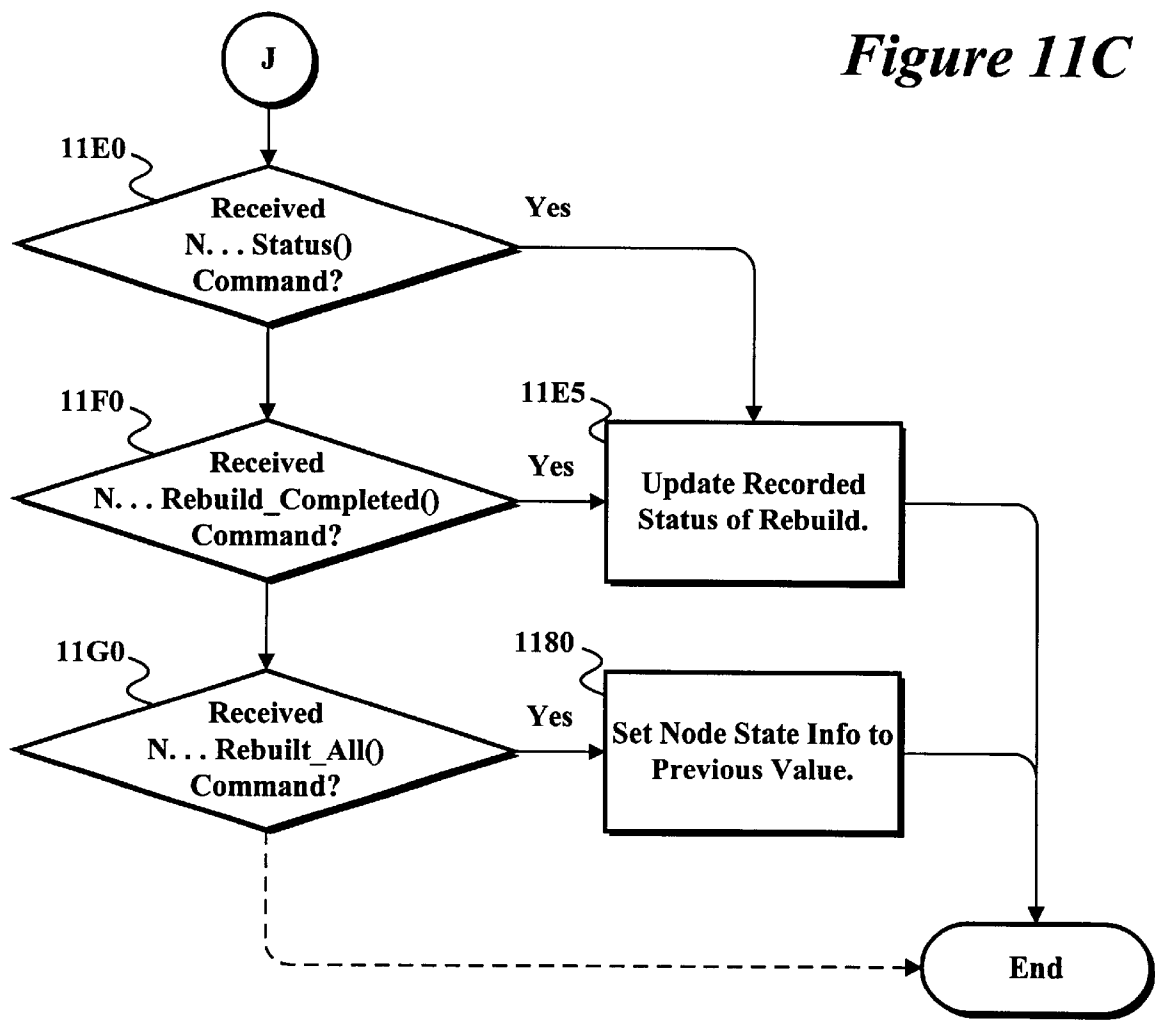 Figure 11C
J
11E0
Received
N. . . Status()
Command?
Yes
11F0
Received
N. . . Rebuild_Completed()
Command?
Yes
11E5
Update Recorded
Status of Rebuild.
11G0
Received
N. . . Rebuilt_All()
Command?
Yes
1180
Set Node State Info to
Previous Value.
End